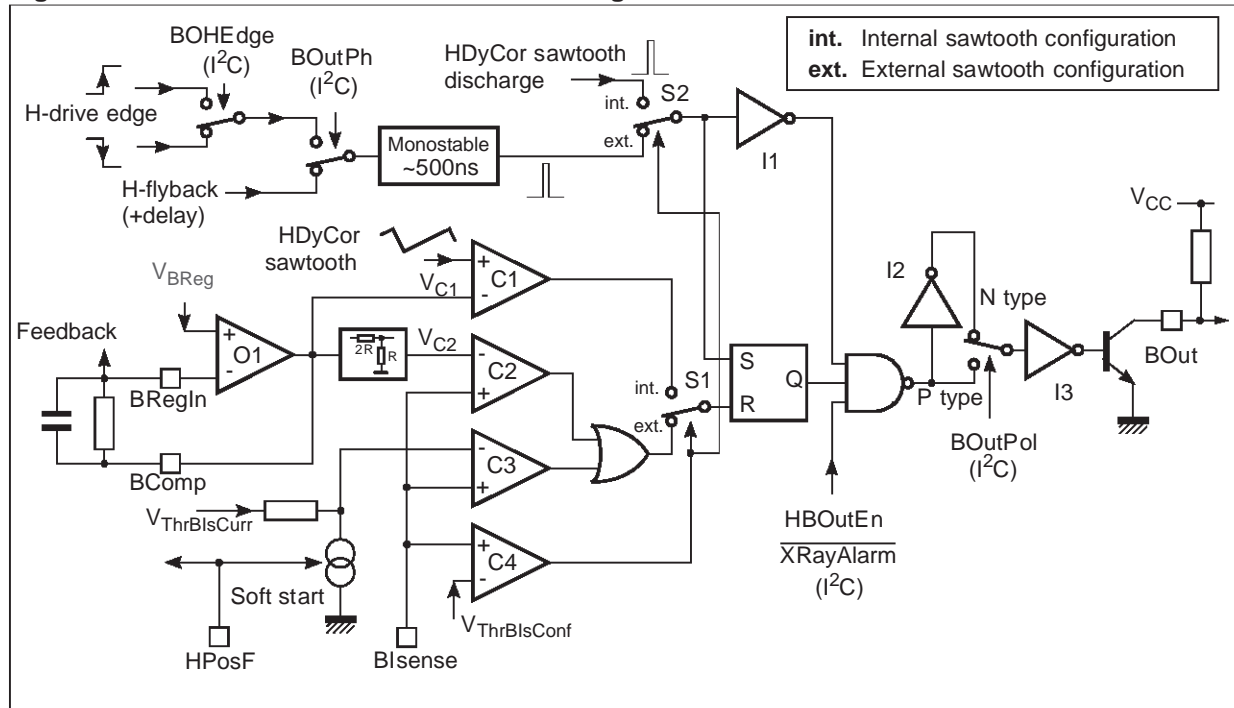 BOHEdge
(I²C)
BOutPh
(I²C)
H-drive edge
H-flyback
(+delay)
Monostable
~500ns
HDyCor sawtooth
discharge
int.
S2
ext.
int. Internal sawtooth configuration
ext. External sawtooth configuration
I1
HDyCor
sawtooth
VBReg
VC1
+
C1
-
Feedback
+
O1
-
2R
R
VC2
-
C2
+
BRegIn
BComp
S1
int.
ext.
S
Q
R
-
C3
+
VThrBIsCurr
+
C4
-
Soft start
HPosF
BIsense
VThrBIsConf
HBOutEn
XRayAlarm
(I²C)
I2
N type
P type
I3
BOutPol
(I²C)
VCC
BOut